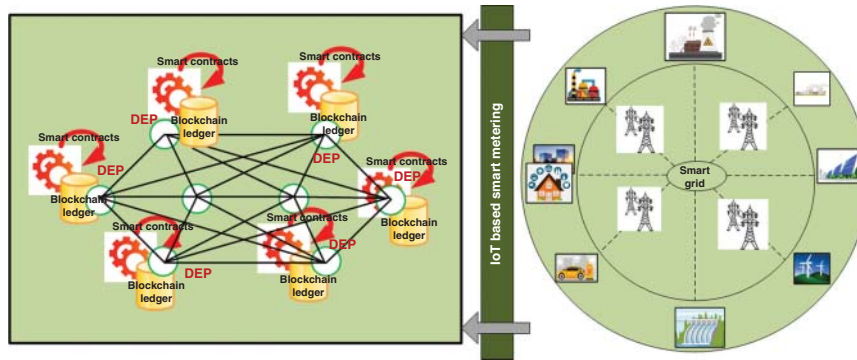 Smart contracts
DEP
Blockchain
ledger
Smart contracts
Blockchain
ledger
DEP
Smart contracts
DEP
Blockchain
ledger
Smart contracts
DEP
Blockchain
ledger
Smart contracts
DEP
Blockchain
ledger
Smart contracts
DEP
Blockchain
ledger
IoT based smart metering
Smart
grid